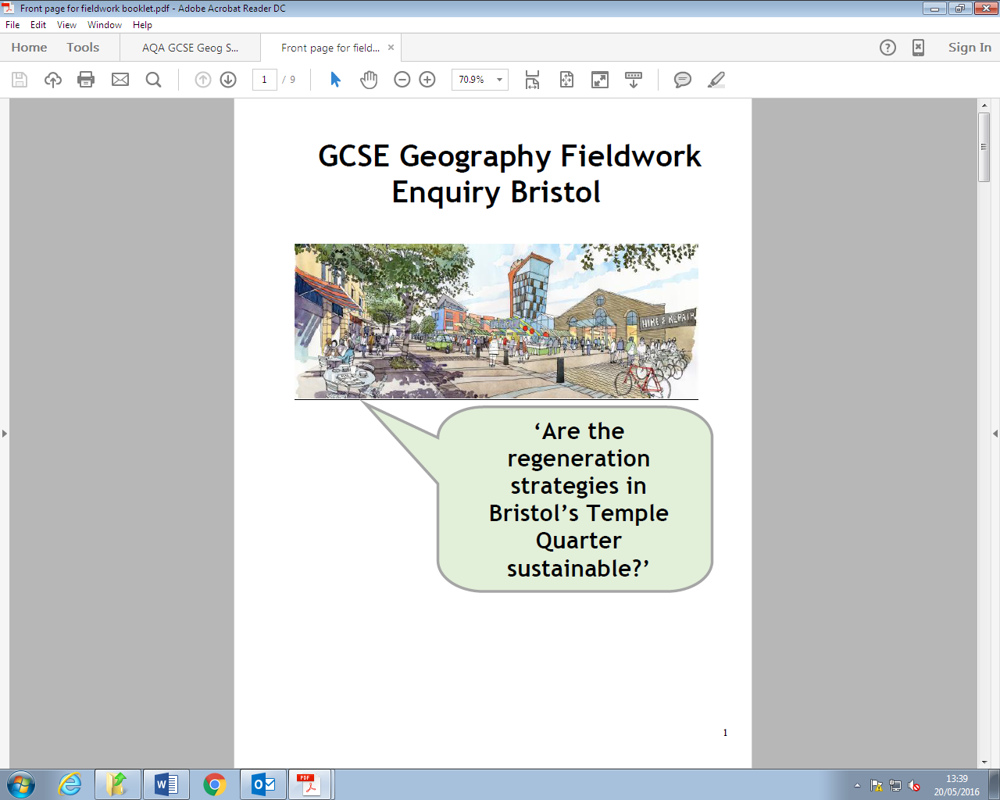 Front page for fieldwork booklet.pdf - Adobe Acrobat Reader DC
File Edit View Window Help
Home Tools AQA GCSE Geog S... Front page for field... Sign In
1 / 9 70.9%
GCSE Geography Fieldwork
Enquiry Bristol
HIRE & REPAIR
‘Are the
regeneration
strategies in
Bristol’s Temple
Quarter
sustainable?’
1
PDF
13:39
20/05/2016